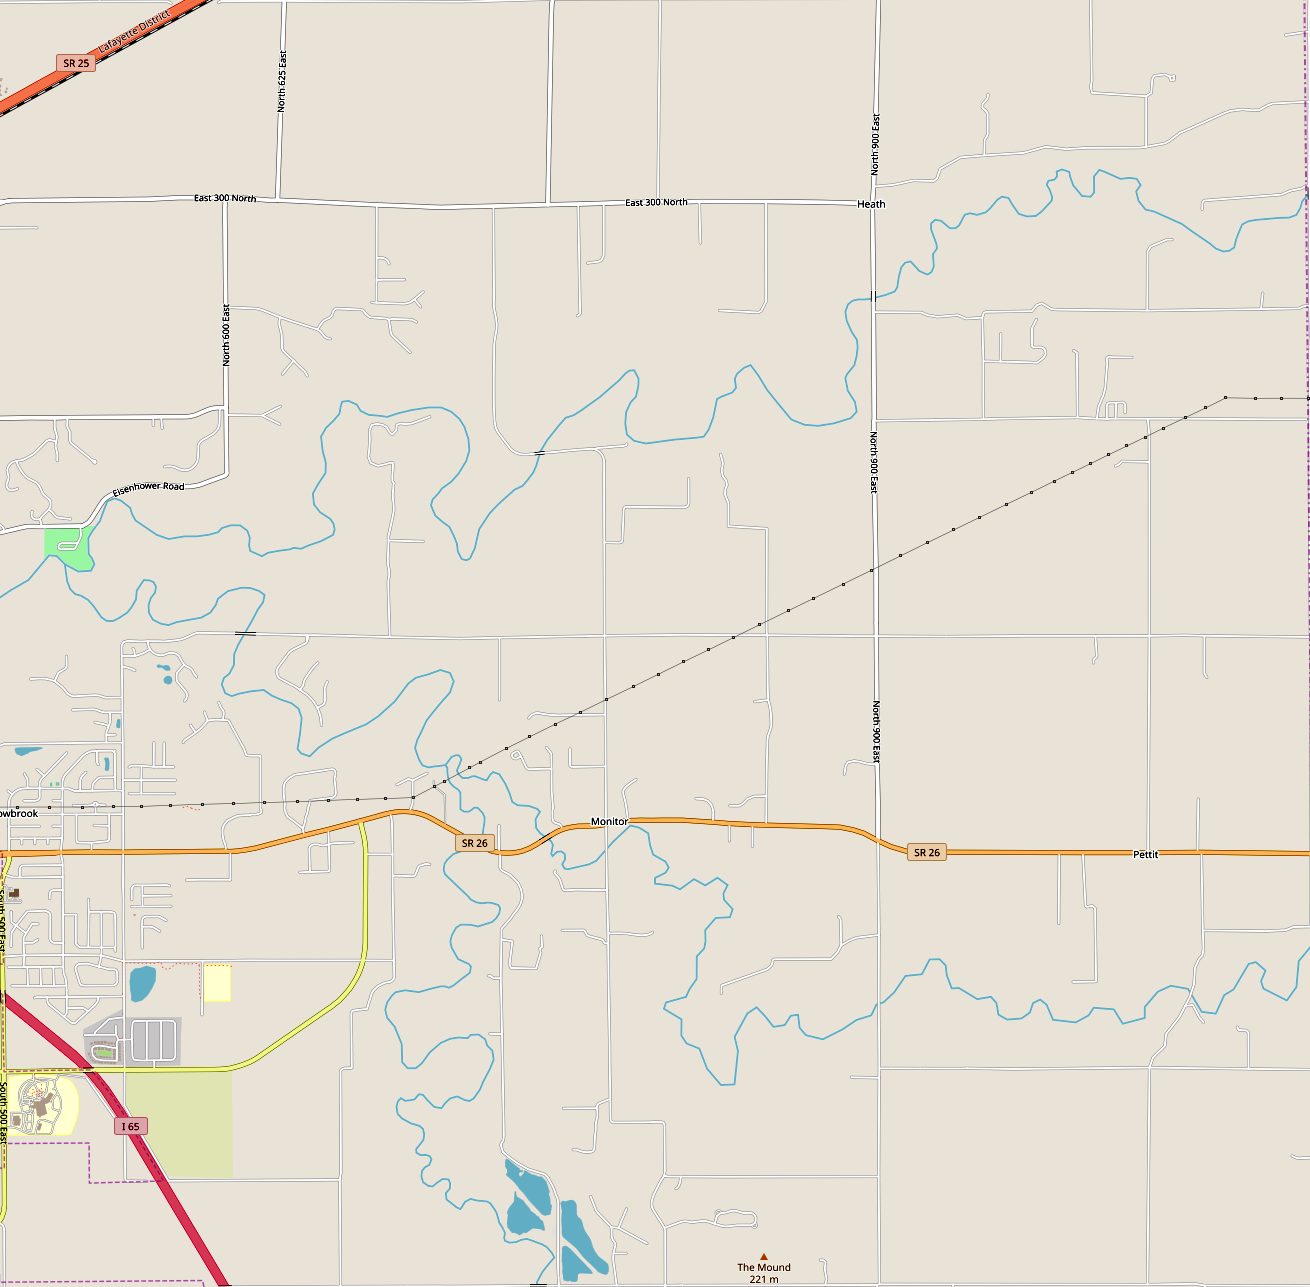 Lafayette District
SR 25
North 625 East
North 900 East
East 300 North
East 300 North
Heath
North 600 East
North 900 East
Eisenhower Road
North 900 East
owbrook
Monitor
SR 26
SR 26
Pettit
South 500 East
South 500 East
I 65
The Mound
221 m